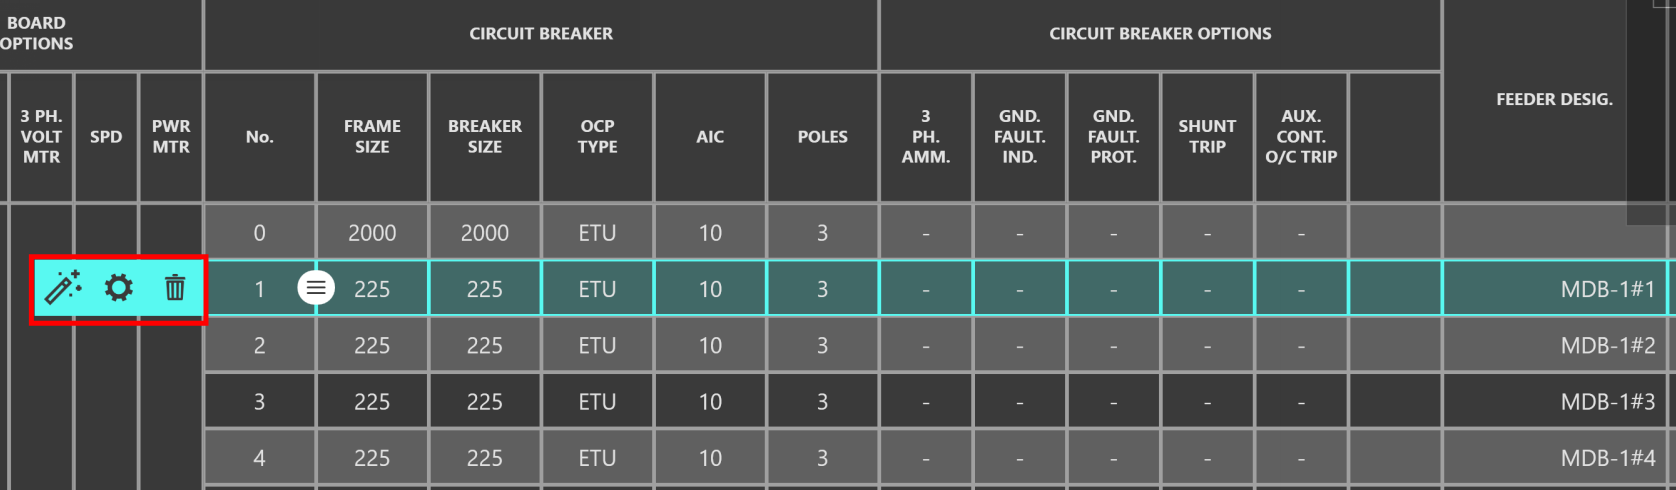 BOARD
OPTIONS
CIRCUIT BREAKER
CIRCUIT BREAKER OPTIONS
FEEDER DESIG.
3 PH.
VOLT
MTR
SPD
PWR
MTR
No.
FRAME
SIZE
BREAKER
SIZE
OCP
TYPE
AIC
POLES
3
PH.
AMM.
GND.
FAULT.
IND.
GND.
FAULT.
PROT.
SHUNT
TRIP
AUX.
CONT.
O/C TRIP
0 2000 2000 ETU 10 3 - - - - -
1 225 225 ETU 10 3 - - - - - MDB-1#1
2 225 225 ETU 10 3 - - - - - MDB-1#2
3 225 225 ETU 10 3 - - - - - MDB-1#3
4 225 225 ETU 10 3 - - - - - MDB-1#4